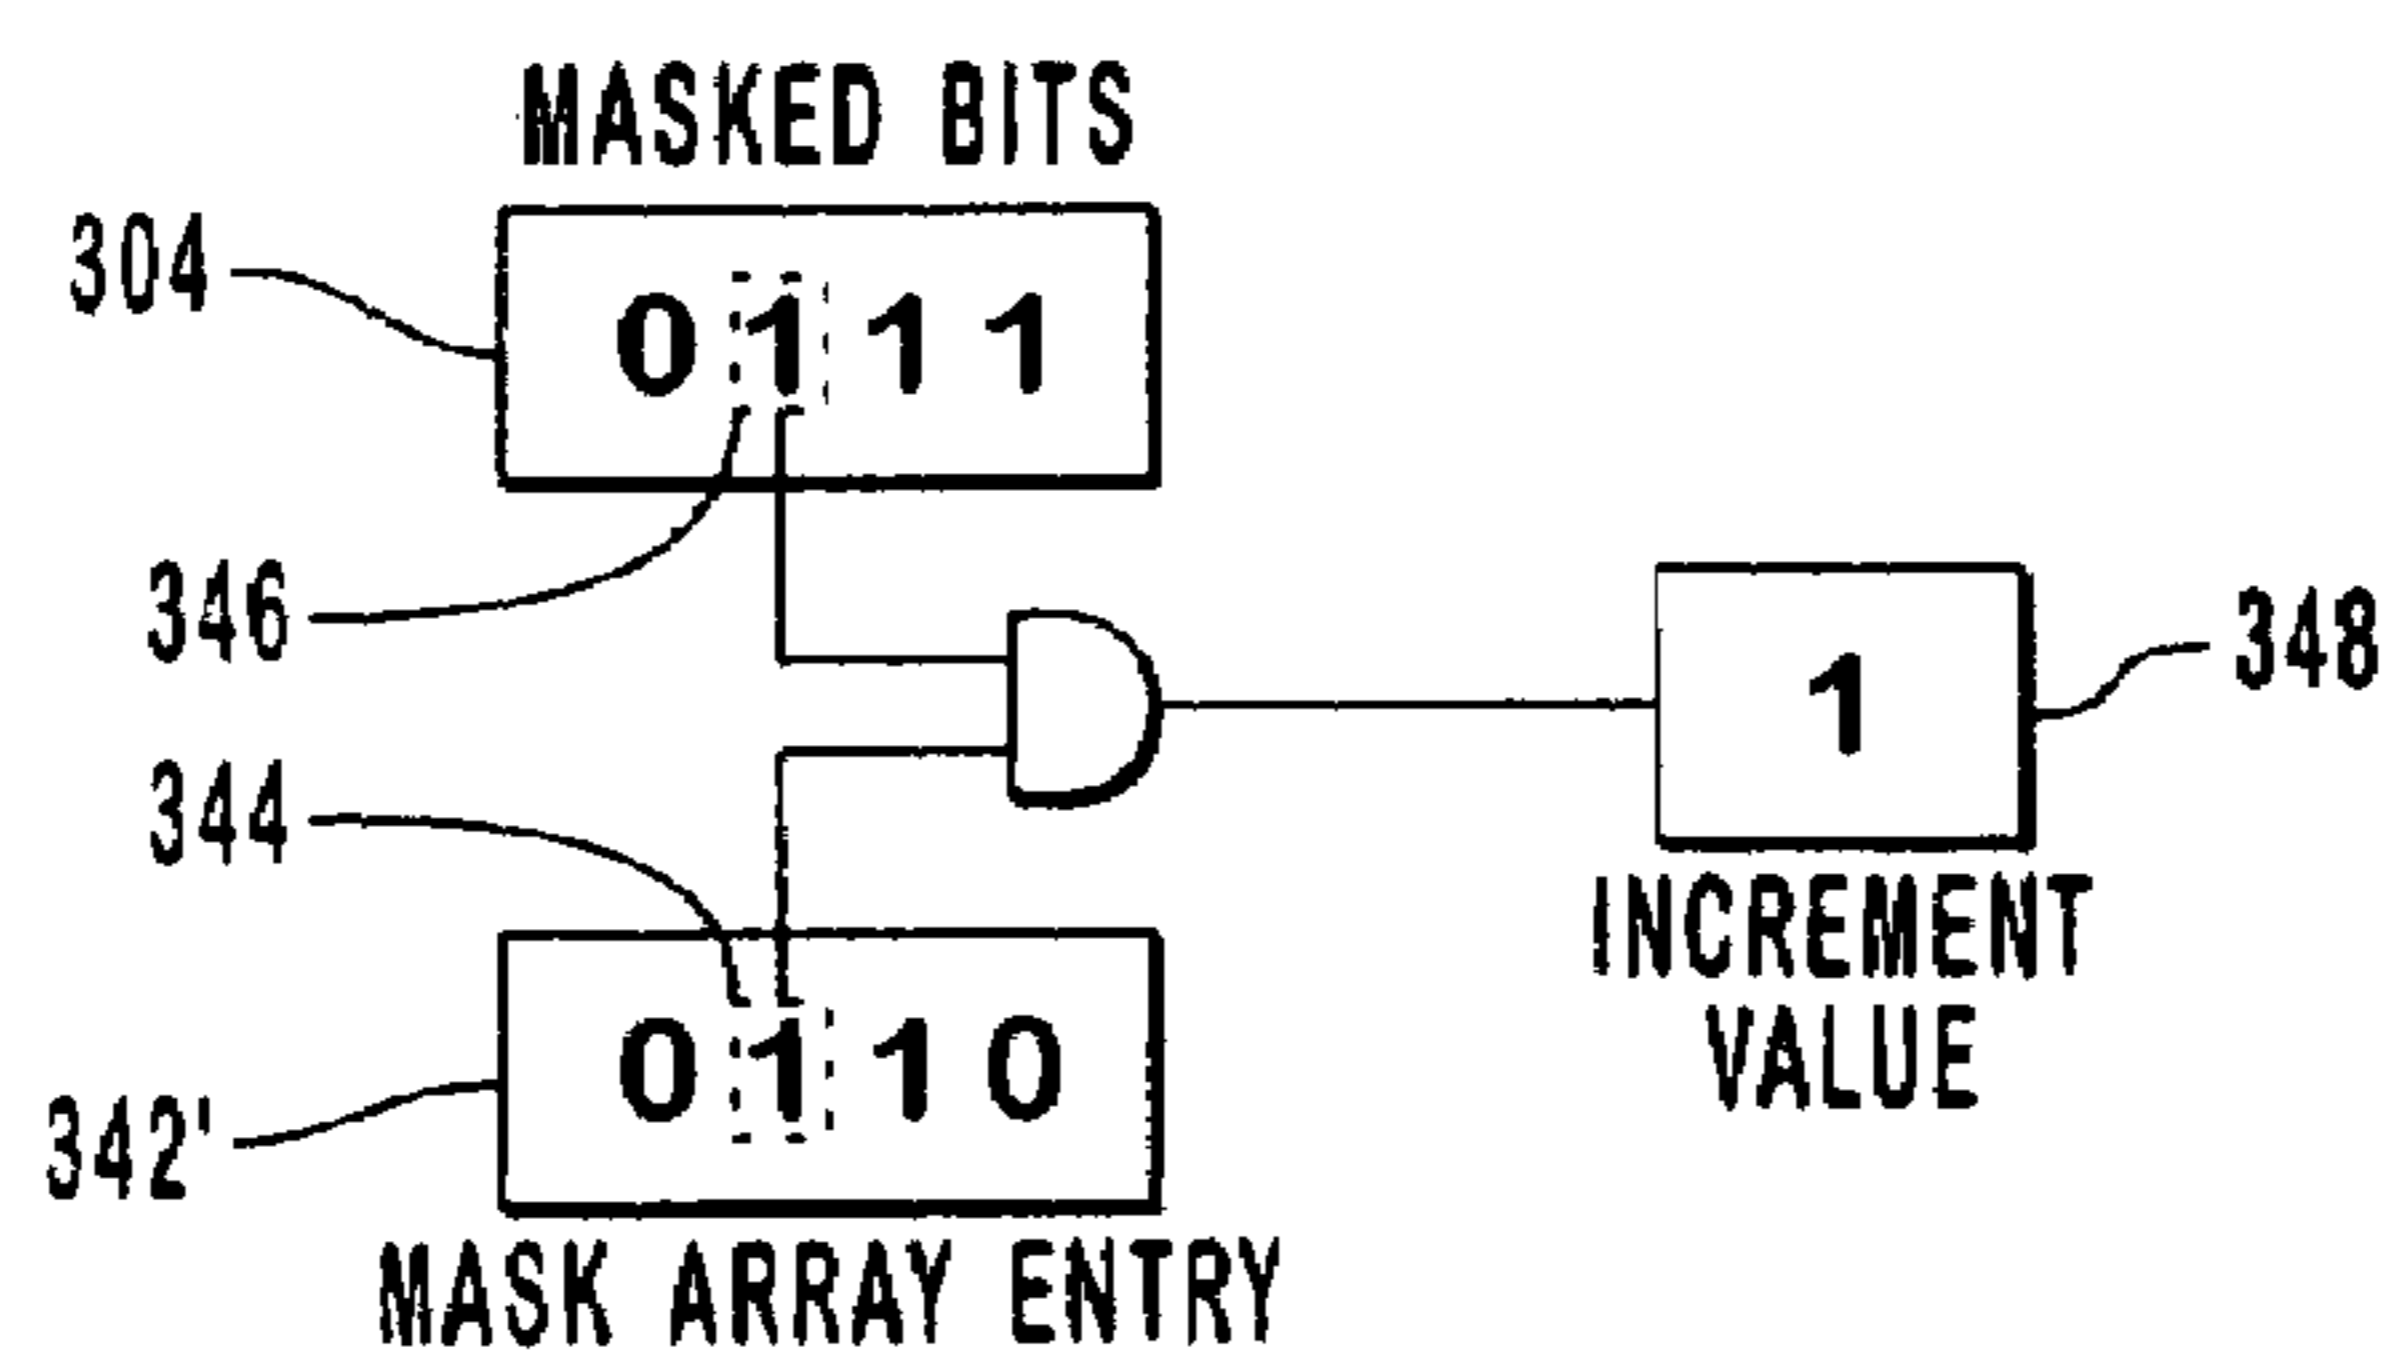 MASKED BITS
304
0 1 1 1
346
344
1
348
INCREMENT
VALUE
342'
0 1 1 0
MASK ARRAY ENTRY